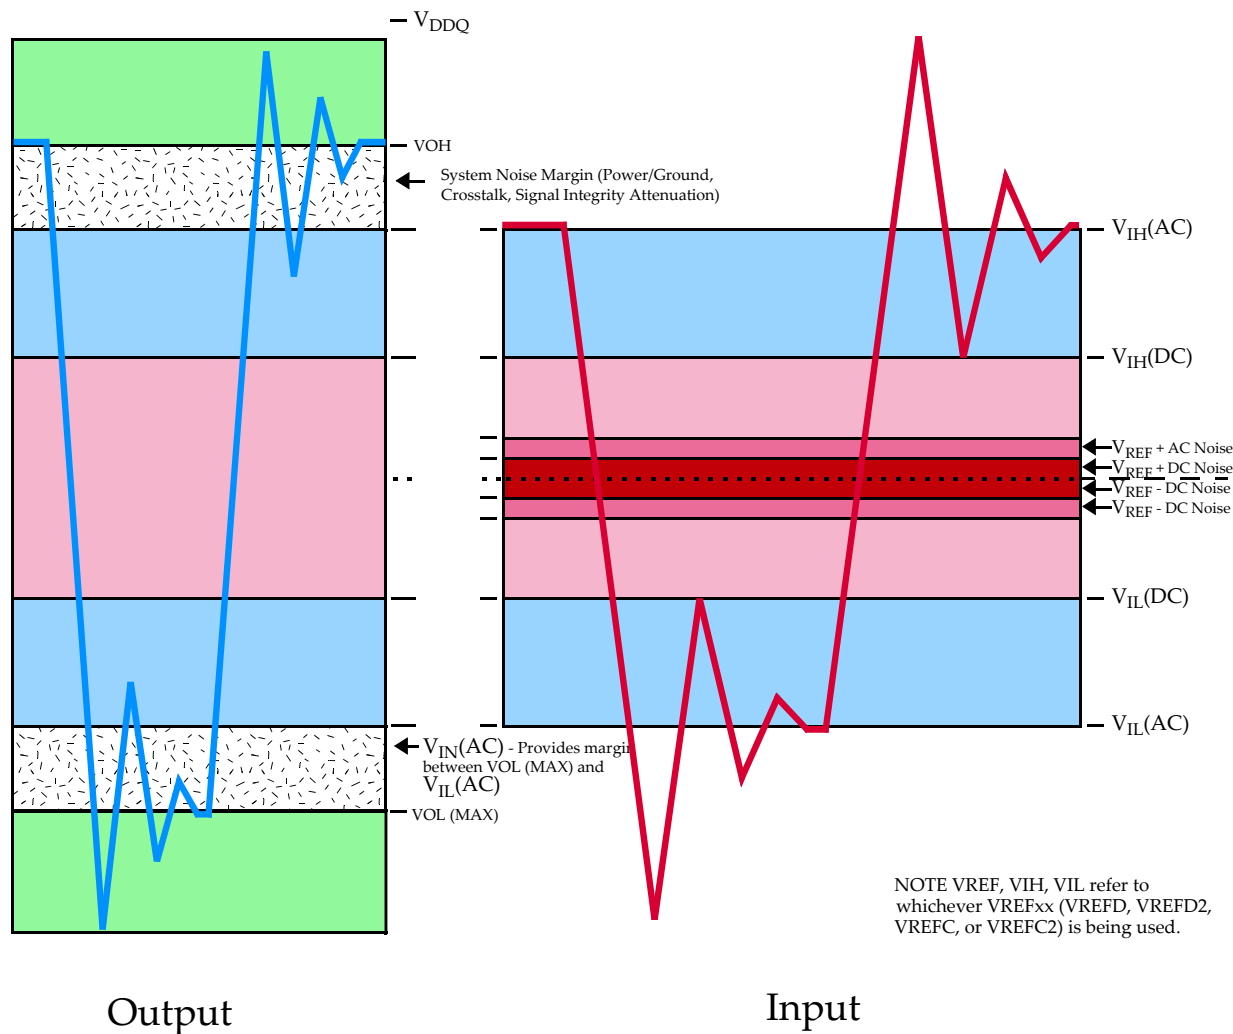 VDDQ
VOH
System Noise Margin (Power/Ground,
Crosstalk, Signal Integrity Attenuation)
VIH(AC)
VIH(DC)
VREF + AC Noise
VREF + DC Noise
VREF - DC Noise
VREF - DC Noise
VIL(DC)
VIL(AC)
VIN(AC) - Provides margin
between VOL (MAX) and
VIL(AC)
VOL (MAX)
NOTE VREF, VIH, VIL refer to
whichever VREFxx (VREFD, VREFD2,
VREFC, or VREFC2) is being used.
Output
Input